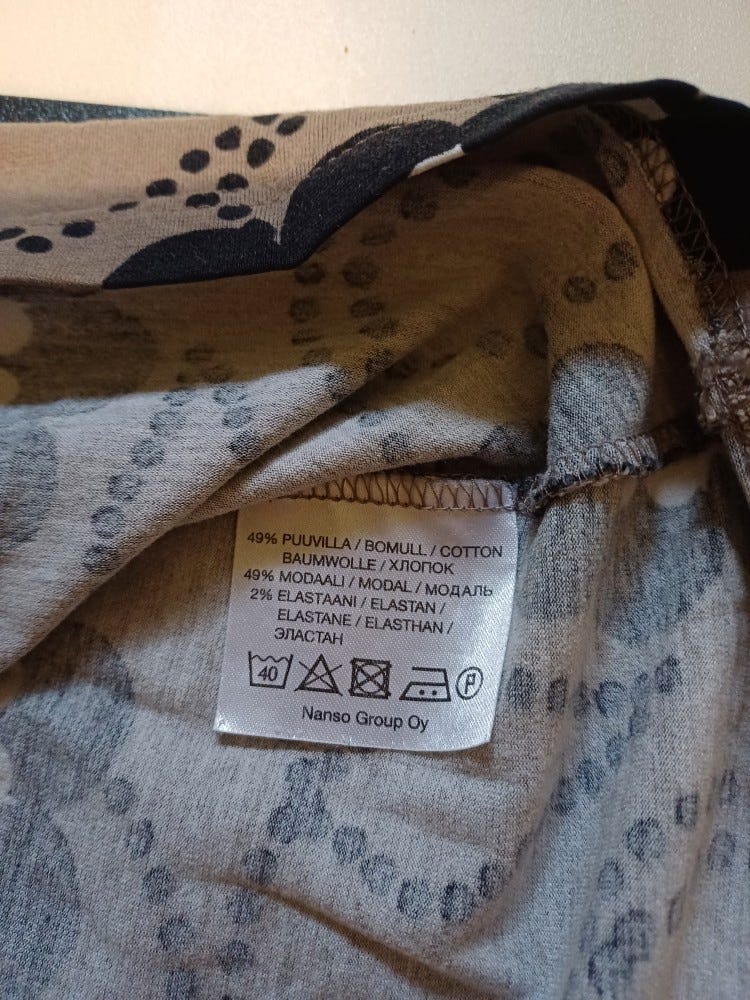 49% PUUVILLA / BOMULL / COTTON
BAUMWOLLE / ХЛОПОК
49% MODAALI / MODAL / МОДАЛЬ
2% ELASTAANI / ELASTAN /
ELASTANE / ELASTHAN /
ЭЛАСТАН
40 P
Nanso Group Oy